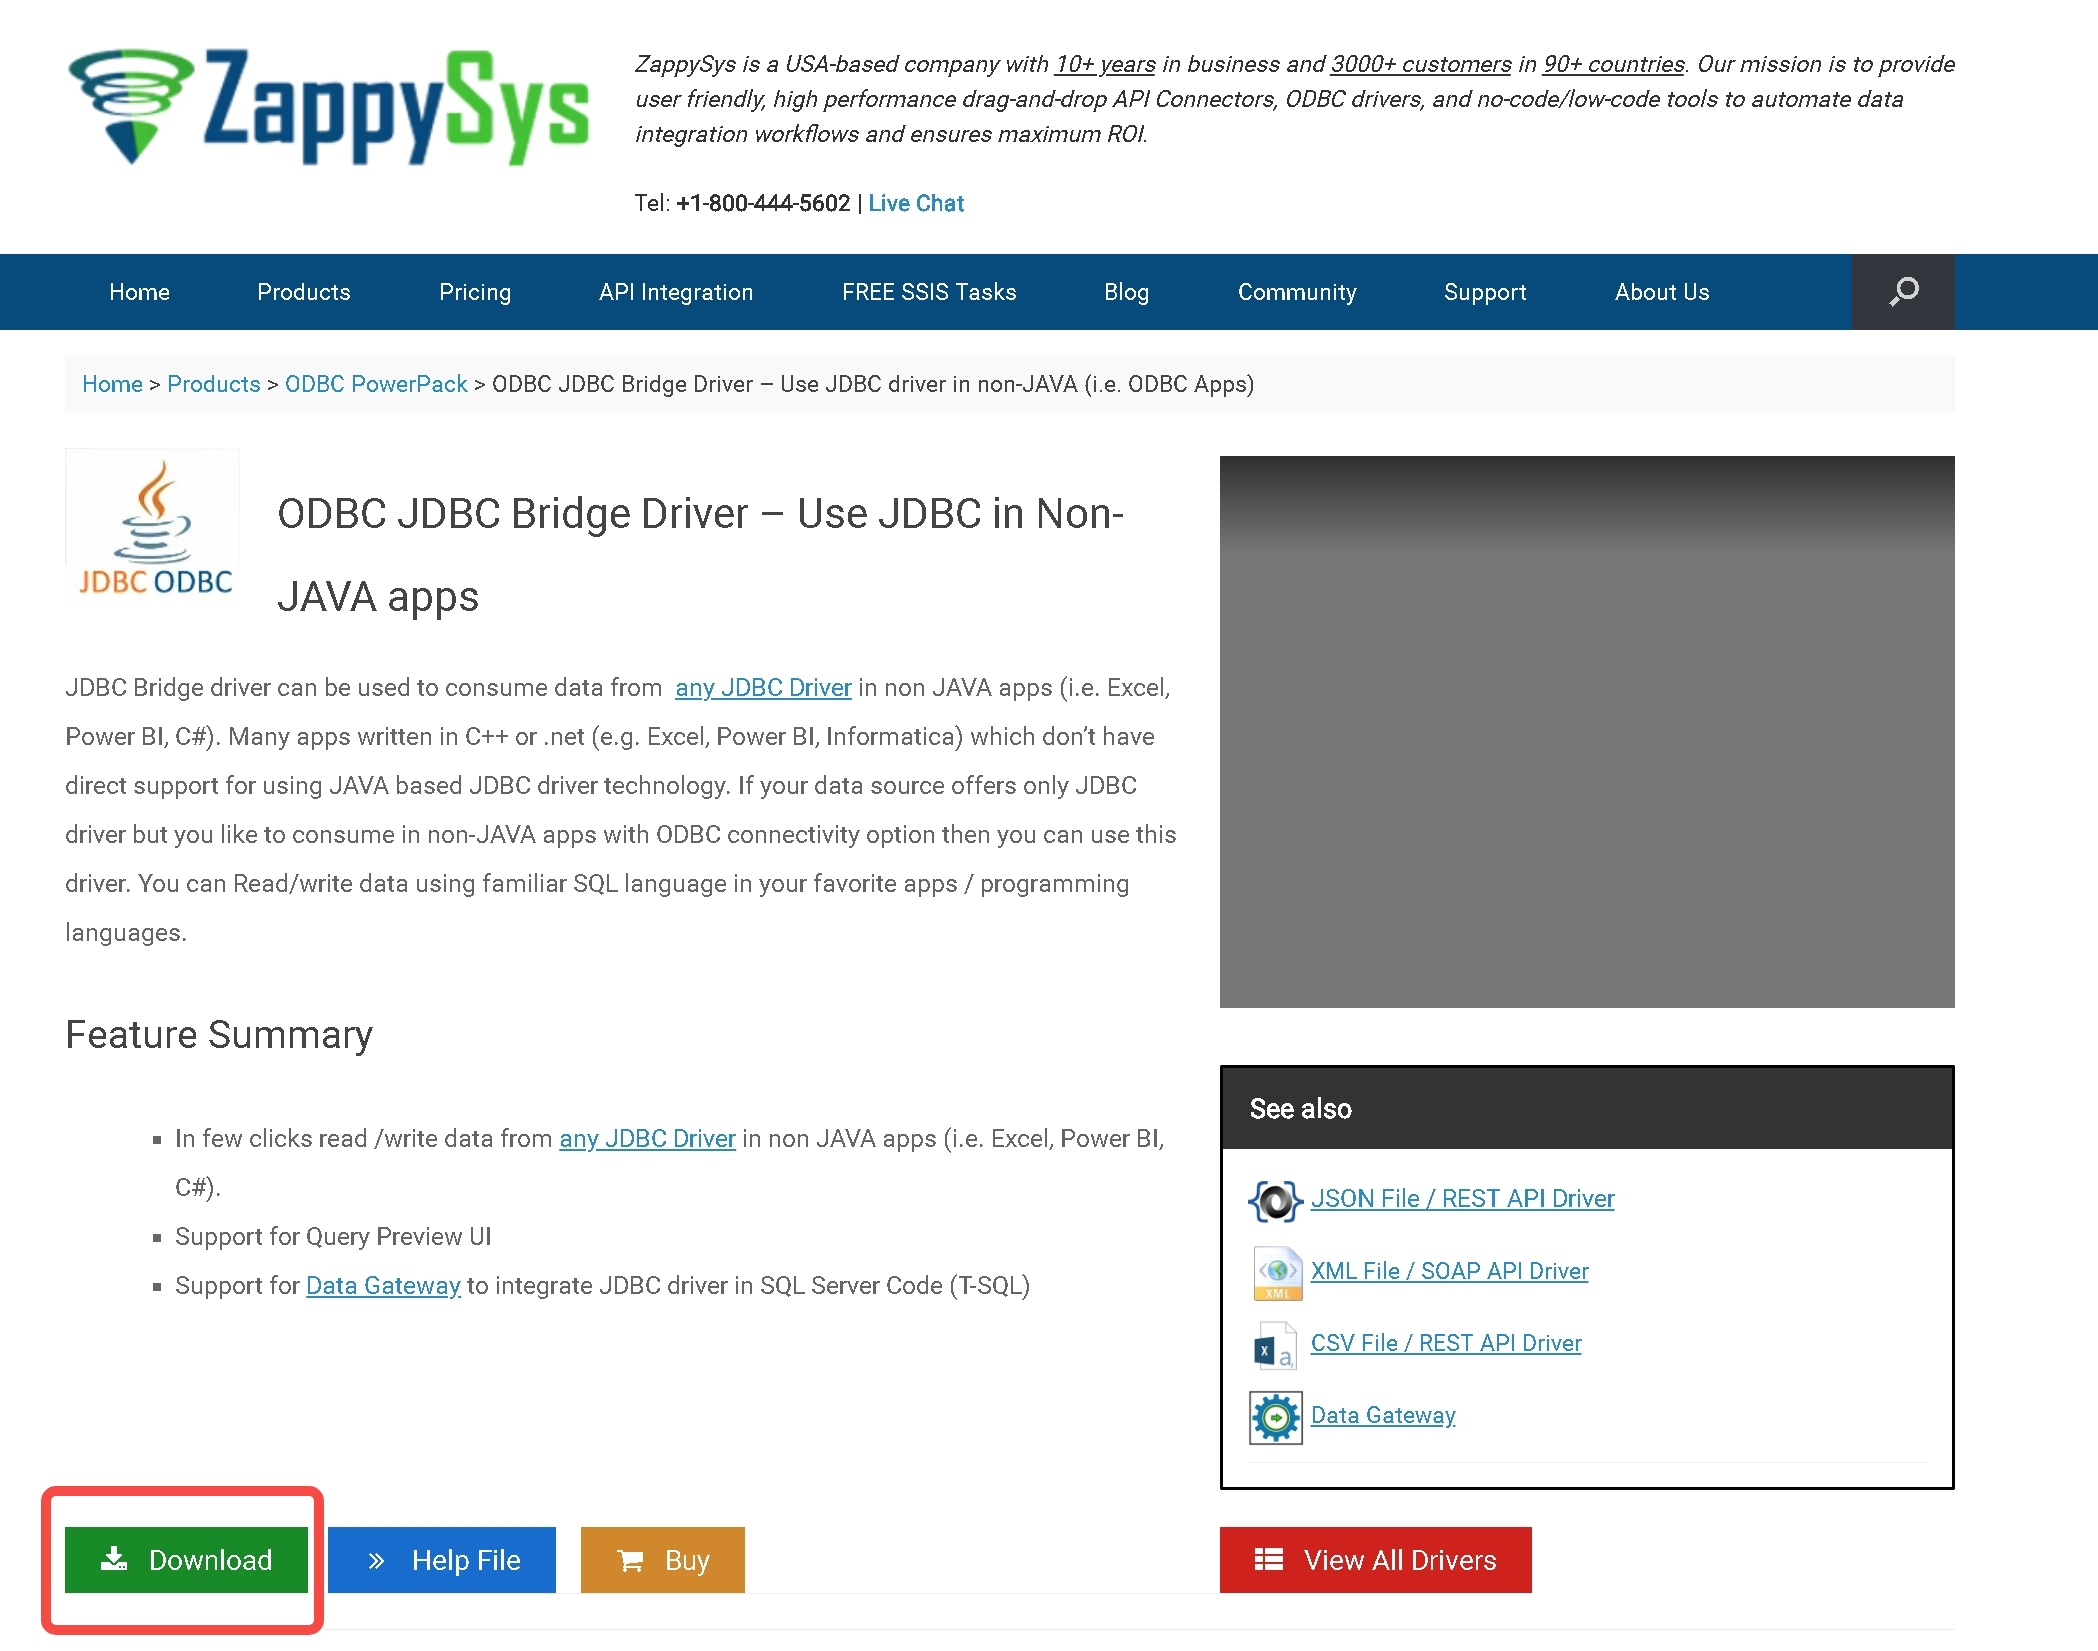 ZappySys
ZappySys is a USA-based company with 10+ years in business and 3000+ customers in 90+ countries. Our mission is to provide
user friendly, high performance drag-and-drop API Connectors, ODBC drivers, and no-code/low-code tools to automate data
integration workflows and ensures maximum ROI.
Tel: +1-800-444-5602 | Live Chat
Home Products Pricing API Integration FREE SSIS Tasks Blog Community Support About Us
Home > Products > ODBC PowerPack > ODBC JDBC Bridge Driver – Use JDBC driver in non-JAVA (i.e. ODBC Apps)
JDBC ODBC
ODBC JDBC Bridge Driver – Use JDBC in Non-
JAVA apps
JDBC Bridge driver can be used to consume data from any JDBC Driver in non JAVA apps (i.e. Excel,
Power BI, C#). Many apps written in C++ or .net (e.g. Excel, Power BI, Informatica) which don’t have
direct support for using JAVA based JDBC driver technology. If your data source offers only JDBC
driver but you like to consume in non-JAVA apps with ODBC connectivity option then you can use this
driver. You can Read/write data using familiar SQL language in your favorite apps / programming
languages.
Feature Summary
In few clicks read /write data from any JDBC Driver in non JAVA apps (i.e. Excel, Power BI,
C#).
Support for Query Preview UI
Support for Data Gateway to integrate JDBC driver in SQL Server Code (T-SQL)
See also
JSON File / REST API Driver
XML
XML File / SOAP API Driver
X a,
CSV File / REST API Driver
Data Gateway
Download
Help File
Buy
View All Drivers